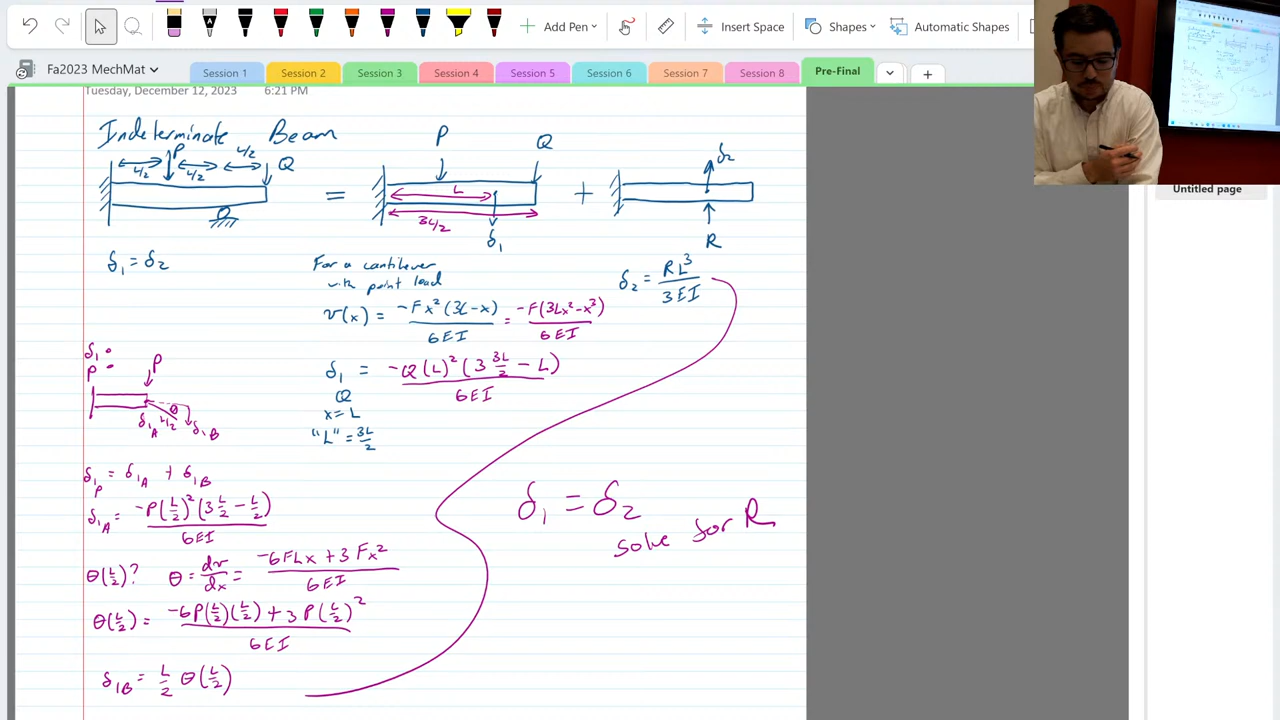 Add Pen
Insert Space
Shapes
Automatic Shapes
Fa2023 MechMat
Session 1
Session 2
Session 3
Session 4
Session 5
Session 6
Session 7
Session 8
Pre-Final
Untitled page
Tuesday, December 12, 2023 6:21 PM
Indeterminate Beam
L/2 P L/2 L/2 Q
=
P Q
L
3L/2
δ₁
+
δ₂
R
δ₁ = δ₂
For a cantilever
with point load
v(x) = -Fx²(3L-x)/6EI = -F(3Lx²-x³)/6EI
δ₂ = RL³/3EI
δ₁ = -Q(L)²(3 3L/2 - L)/6EI
Q
x = L
"L" = 3L/2
δ₁.
P.
P
θ
δ₁A L/2 δ₁B
δ₁P = δ₁A + δ₁B
δ₁A = -P(L/2)²(3 L/2 - L/2)/6EI
θ(L/2)? θ = dv/dx = -6FLx + 3Fx²/6EI
θ(L/2) = -6P(L/2)(L/2) + 3P(L/2)²/6EI
δ₁B = L/2 θ(L/2)
δ₁ = δ₂
solve for R